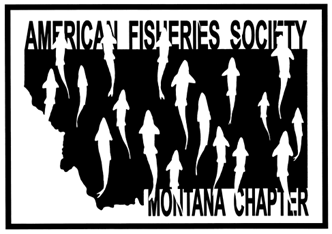 AMERICAN FISHERIES SOCIETY
MONTANA CHAPTER